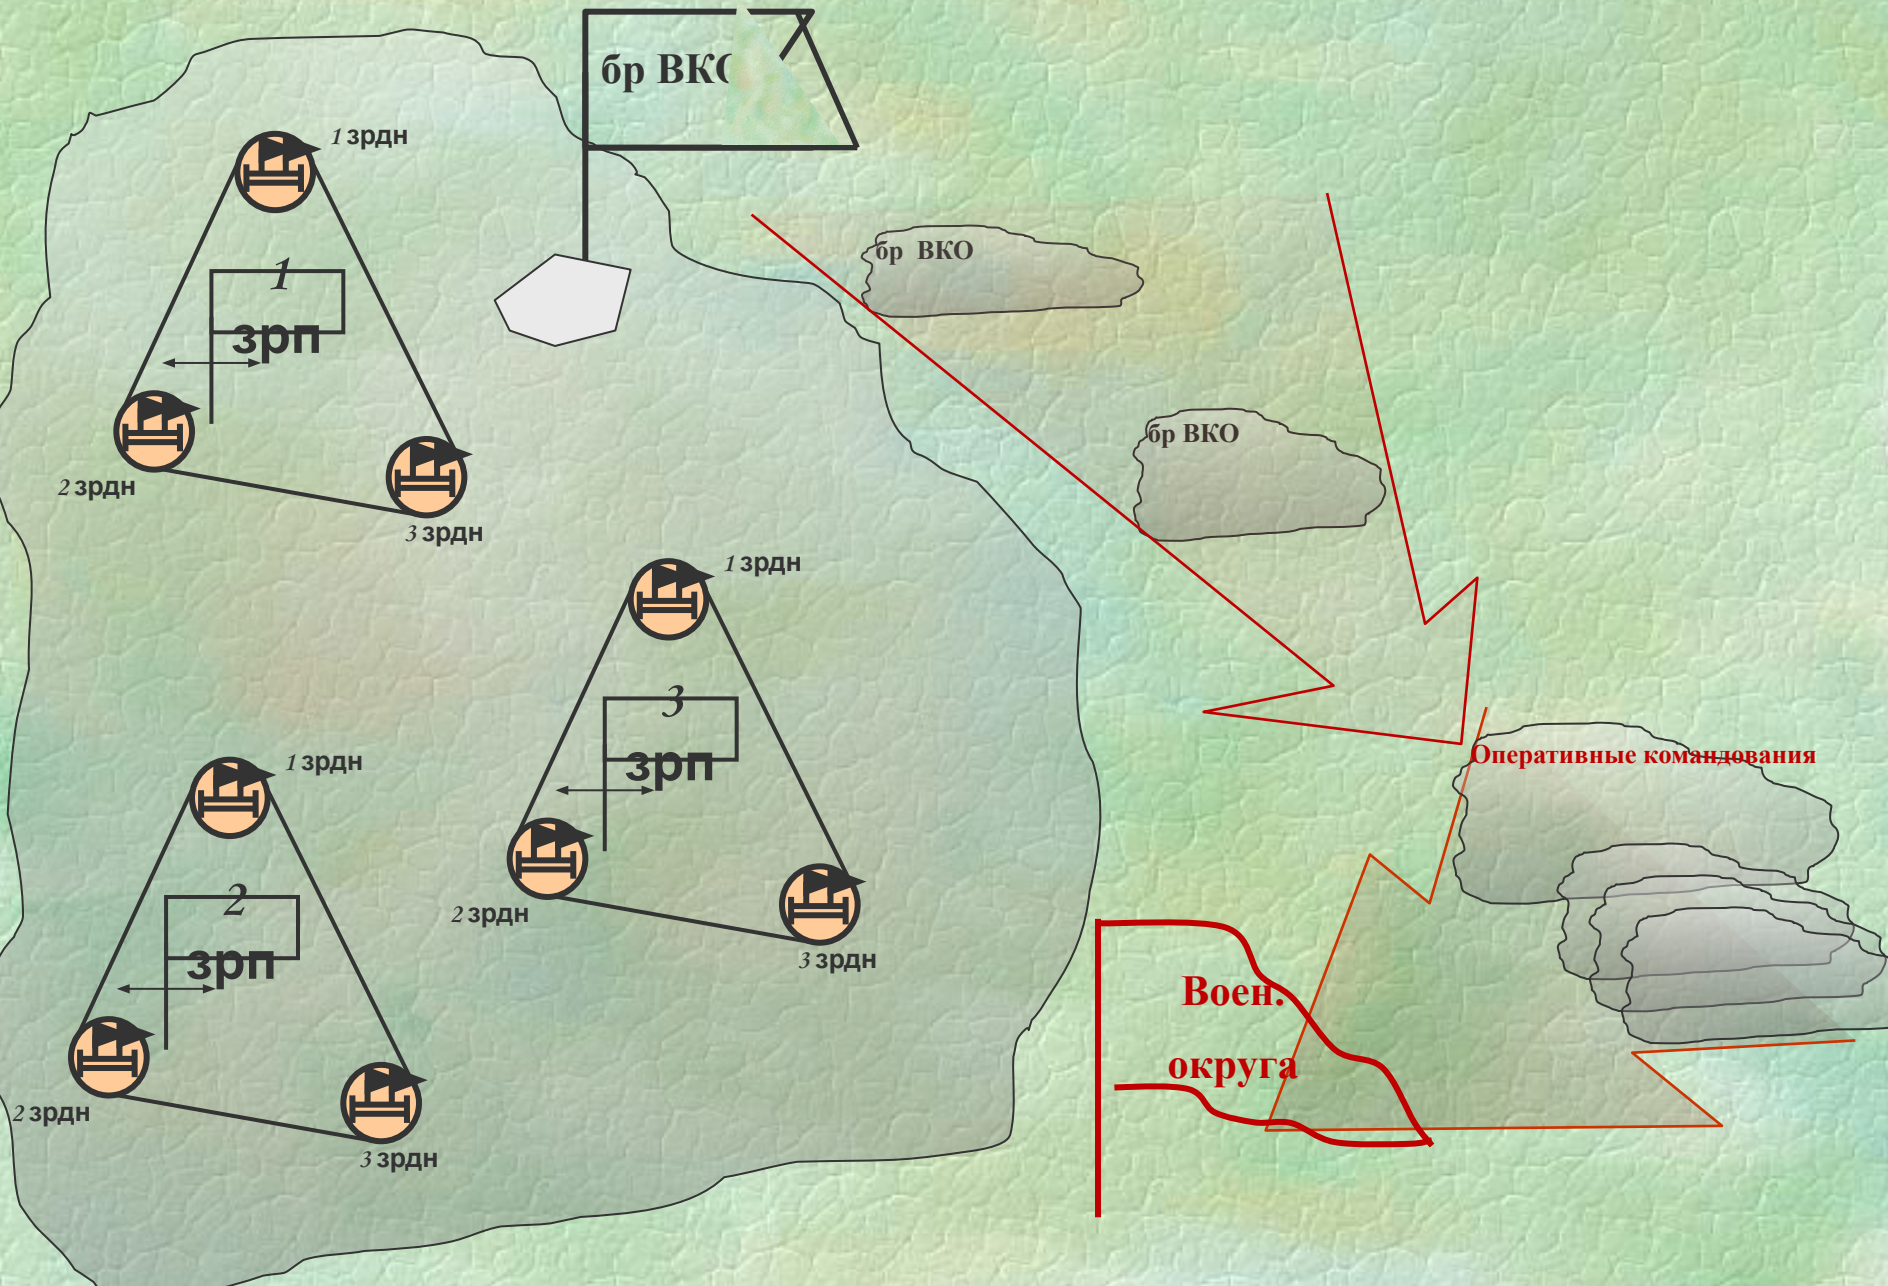 бр ВКО
1 зрдн
1
зрп
2 зрдн
3 зрдн
бр ВКО
бр ВКО
1 зрдн
3
зрп
2 зрдн
3 зрдн
1 зрдн
2
зрп
2 зрдн
3 зрдн
Оперативные командования
Воен.
округа